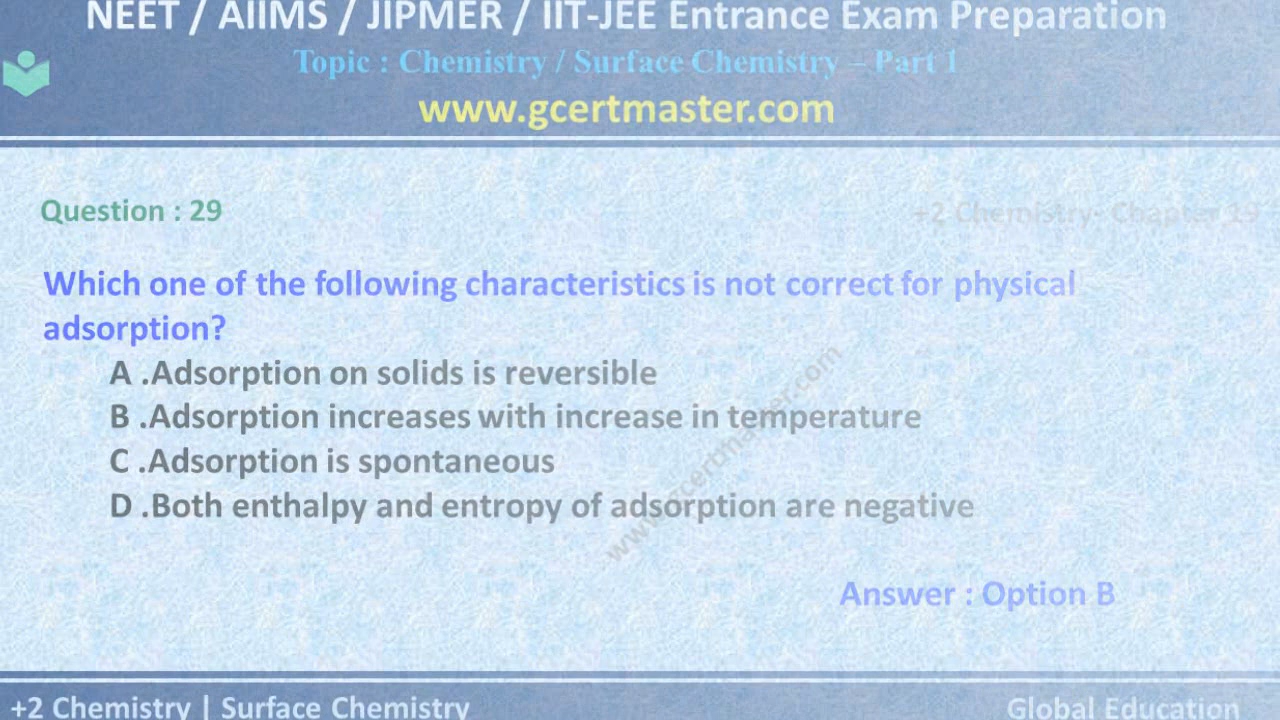 NEET / AIIMS / JIPMER / IIT-JEE Entrance Exam Preparation
Topic : Chemistry / Surface Chemistry – Part 1
www.gcertmaster.com
Question : 29
+2 Chemistry- Chapter 19
Which one of the following characteristics is not correct for physical
adsorption?
A .Adsorption on solids is reversible
B .Adsorption increases with increase in temperature
C .Adsorption is spontaneous
D .Both enthalpy and entropy of adsorption are negative
www.gcertmaster.com
Answer : Option B
+2 Chemistry | Surface Chemistry
Global Education